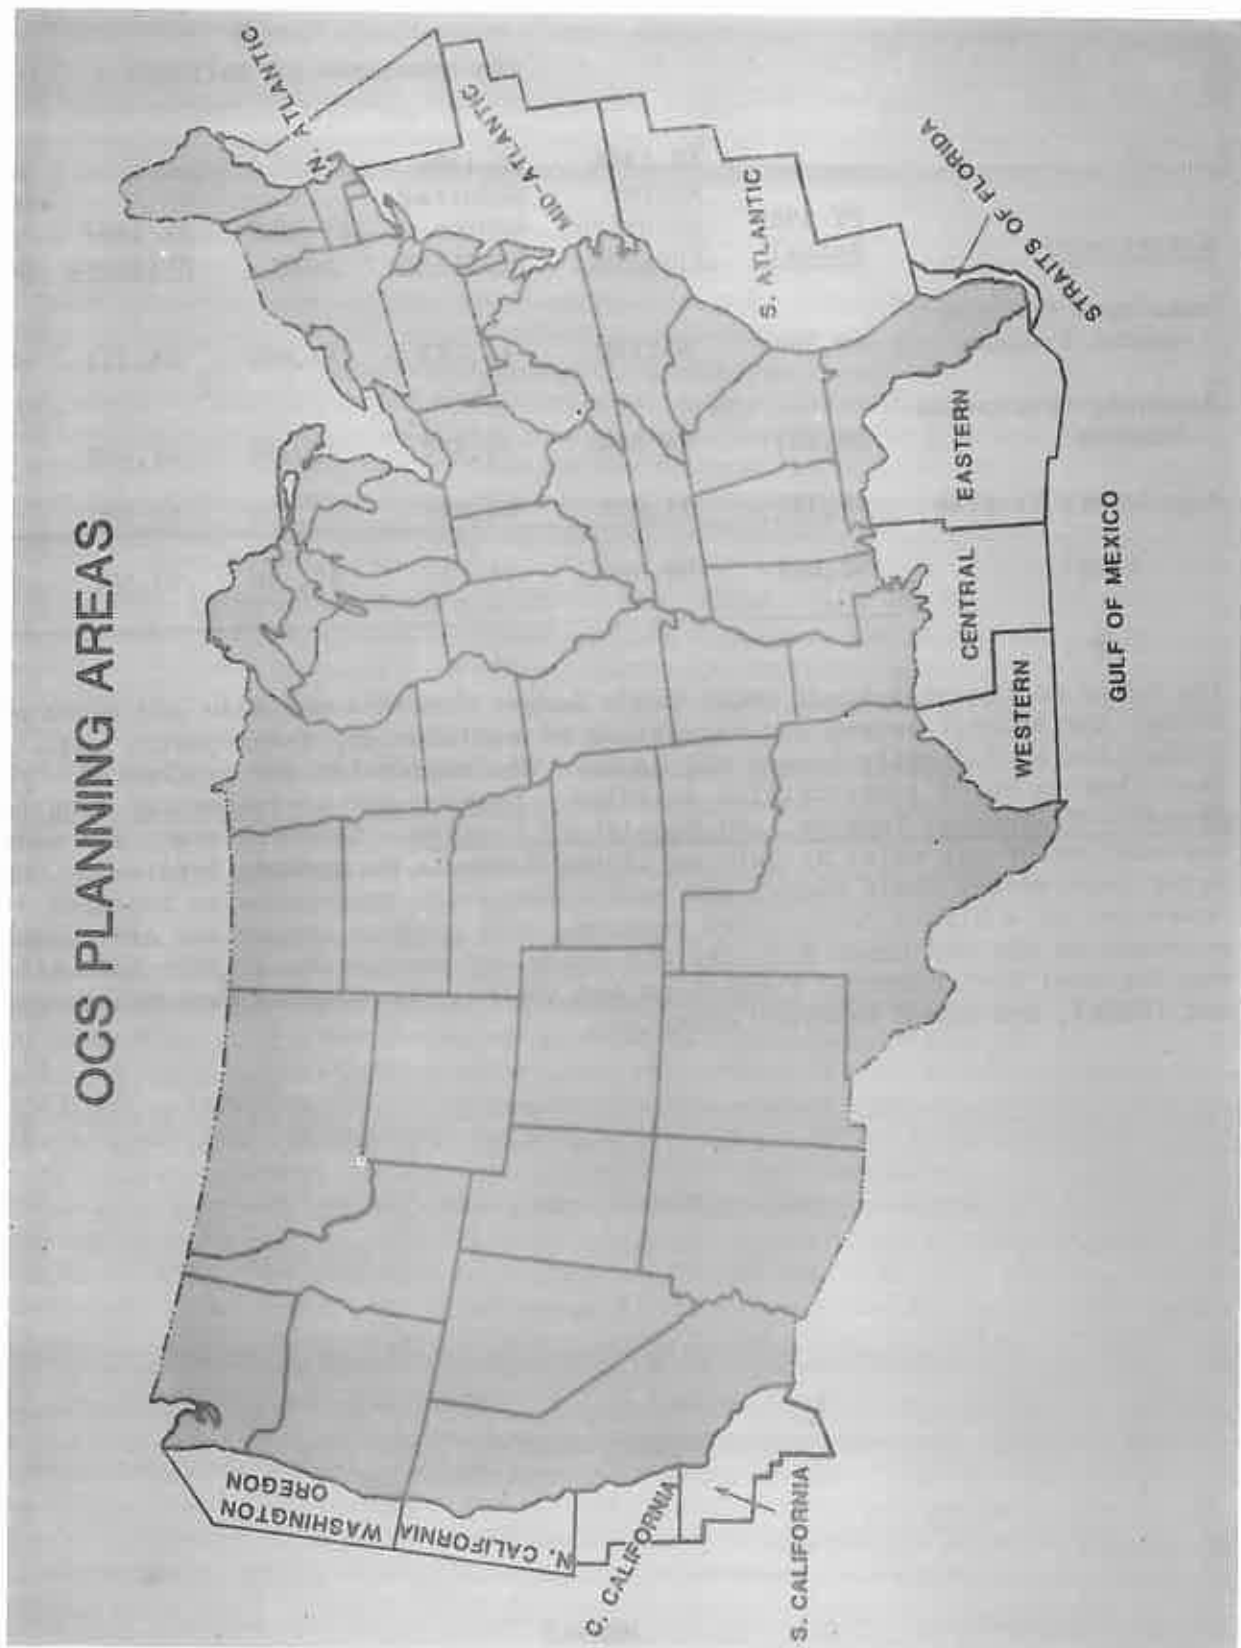 OCS PLANNING AREAS
WASHINGTON
OREGON
N. CALIFORNIA
C. CALIFORNIA
S. CALIFORNIA
N. ATLANTIC
MID-ATLANTIC
S. ATLANTIC
STRAITS OF FLORIDA
WESTERN
CENTRAL
EASTERN
GULF OF MEXICO